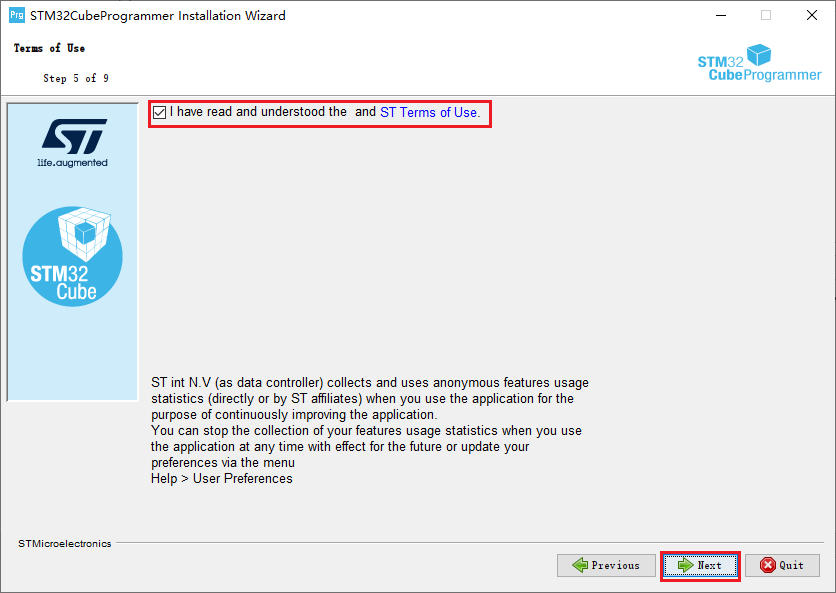 Prg STM32CubeProgrammer Installation Wizard
Terms of Use
Step 5 of 9
STM32
CubeProgrammer
I have read and understood the  and ST Terms of Use.
ST
life.augmented
STM32
Cube
ST int N.V (as data controller) collects and uses anonymous features usage
statistics (directly or by ST affiliates) when you use the application for the
purpose of continuously improving the application.
You can stop the collection of your features usage statistics when you use
the application at any time with effect for the future or update your
preferences via the menu
Help > User Preferences
STMicroelectronics
Previous Next Quit